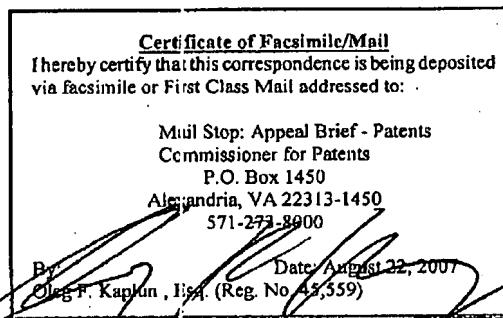 Certificate of Facsimile/Mail
I hereby certify that this correspondence is being deposited
via facsimile or First Class Mail addressed to:
Mail Stop: Appeal Brief - Patents
Commissioner for Patents
P.O. Box 1450
Alexandria, VA 22313-1450
571-273-8000
By: Date: August 22, 2007
Oleg F. Kaplun, Esq. (Reg. No. 45,559)